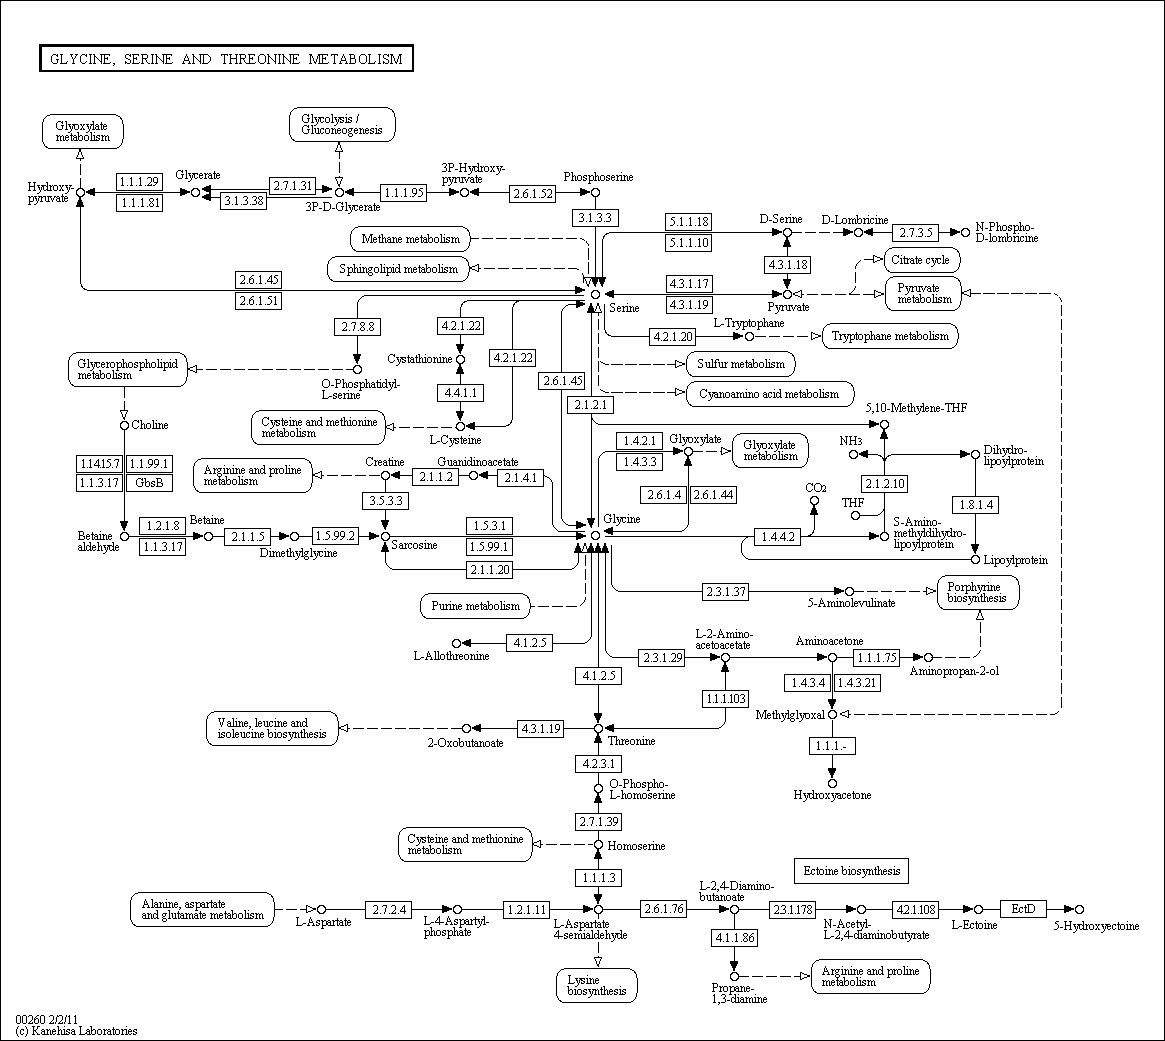 GLYCINE, SERINE AND THREONINE METABOLISM
Glyoxylate
metabolism
Glycolysis /
Gluconeogenesis
Hydroxy-
pyruvate
1.1.1.29
1.1.1.81
Glycerate
2.7.1.31
3.1.3.38
3P-D-Glycerate
1.1.1.95
3P-Hydroxy-
pyruvate
2.6.1.52
Phosphoserine
3.1.3.3
5.1.1.18
5.1.1.10
D-Serine
D-Lombricine
2.7.3.5
N-Phospho-
D-lombricine
Methane metabolism
Sphingolipid metabolism
4.3.1.18
Citrate cycle
2.6.1.45
2.6.1.51
Serine
4.3.1.17
4.3.1.19
Pyruvate
Pyruvate
metabolism
2.7.8.8
4.2.1.22
4.2.1.20
L-Tryptophane
Tryptophane metabolism
Glycerophospholipid
metabolism
Cystathionine
4.2.1.22
Sulfur metabolism
O-Phosphatidyl-
L-serine
4.4.1.1
2.6.1.45
2.1.2.1
Cyanoamino acid metabolism
Choline
Cysteine and methionine
metabolism
L-Cysteine
5,10-Methylene-THF
1.4.2.1
1.4.3.3
Glyoxylate
Glyoxylate
metabolism
NH3
Dihydro-
lipoylprotein
1.14.15.7
1.1.99.1
1.1.3.17
GbsB
Arginine and proline
metabolism
Creatine
2.1.1.2
Guanidinoacetate
2.1.4.1
2.6.1.4
2.6.1.44
CO2
2.1.2.10
THF
1.8.1.4
3.5.3.3
Betaine
aldehyde
1.2.1.8
1.1.3.17
Betaine
2.1.1.5
Dimethylglycine
1.5.99.2
Sarcosine
1.5.3.1
1.5.99.1
2.1.1.20
Glycine
1.4.4.2
S-Amino-
methyldihydro-
lipoylprotein
Lipoylprotein
Purine metabolism
2.3.1.37
5-Aminolevulinate
Porphyrine
biosynthesis
L-Allothreonine
4.1.2.5
2.3.1.29
L-2-Amino-
acetoacetate
Aminoacetone
1.1.1.75
Aminopropan-2-ol
4.1.2.5
1.1.1.103
1.4.3.4
1.4.3.21
Methylglyoxal
Valine, leucine and
isoleucine biosynthesis
2-Oxobutanoate
4.3.1.19
Threonine
1.1.1.-
4.2.3.1
O-Phospho-
L-homoserine
Hydroxyacetone
2.7.1.39
Cysteine and methionine
metabolism
Homoserine
1.1.1.3
Ectoine biosynthesis
Alanine, aspartate
and glutamate metabolism
L-Aspartate
2.7.2.4
L-4-Aspartyl-
phosphate
1.2.1.11
L-Aspartate
4-semialdehyde
2.6.1.76
L-2,4-Diamino-
butanoate
2.3.1.178
N-Acetyl-
L-2,4-diaminobutyrate
4.2.1.108
L-Ectoine
EctD
5-Hydroxyectoine
4.1.1.86
Lysine
biosynthesis
Propane-
1,3-diamine
Arginine and proline
metabolism
00260 2/2/11
(c) Kanehisa Laboratories